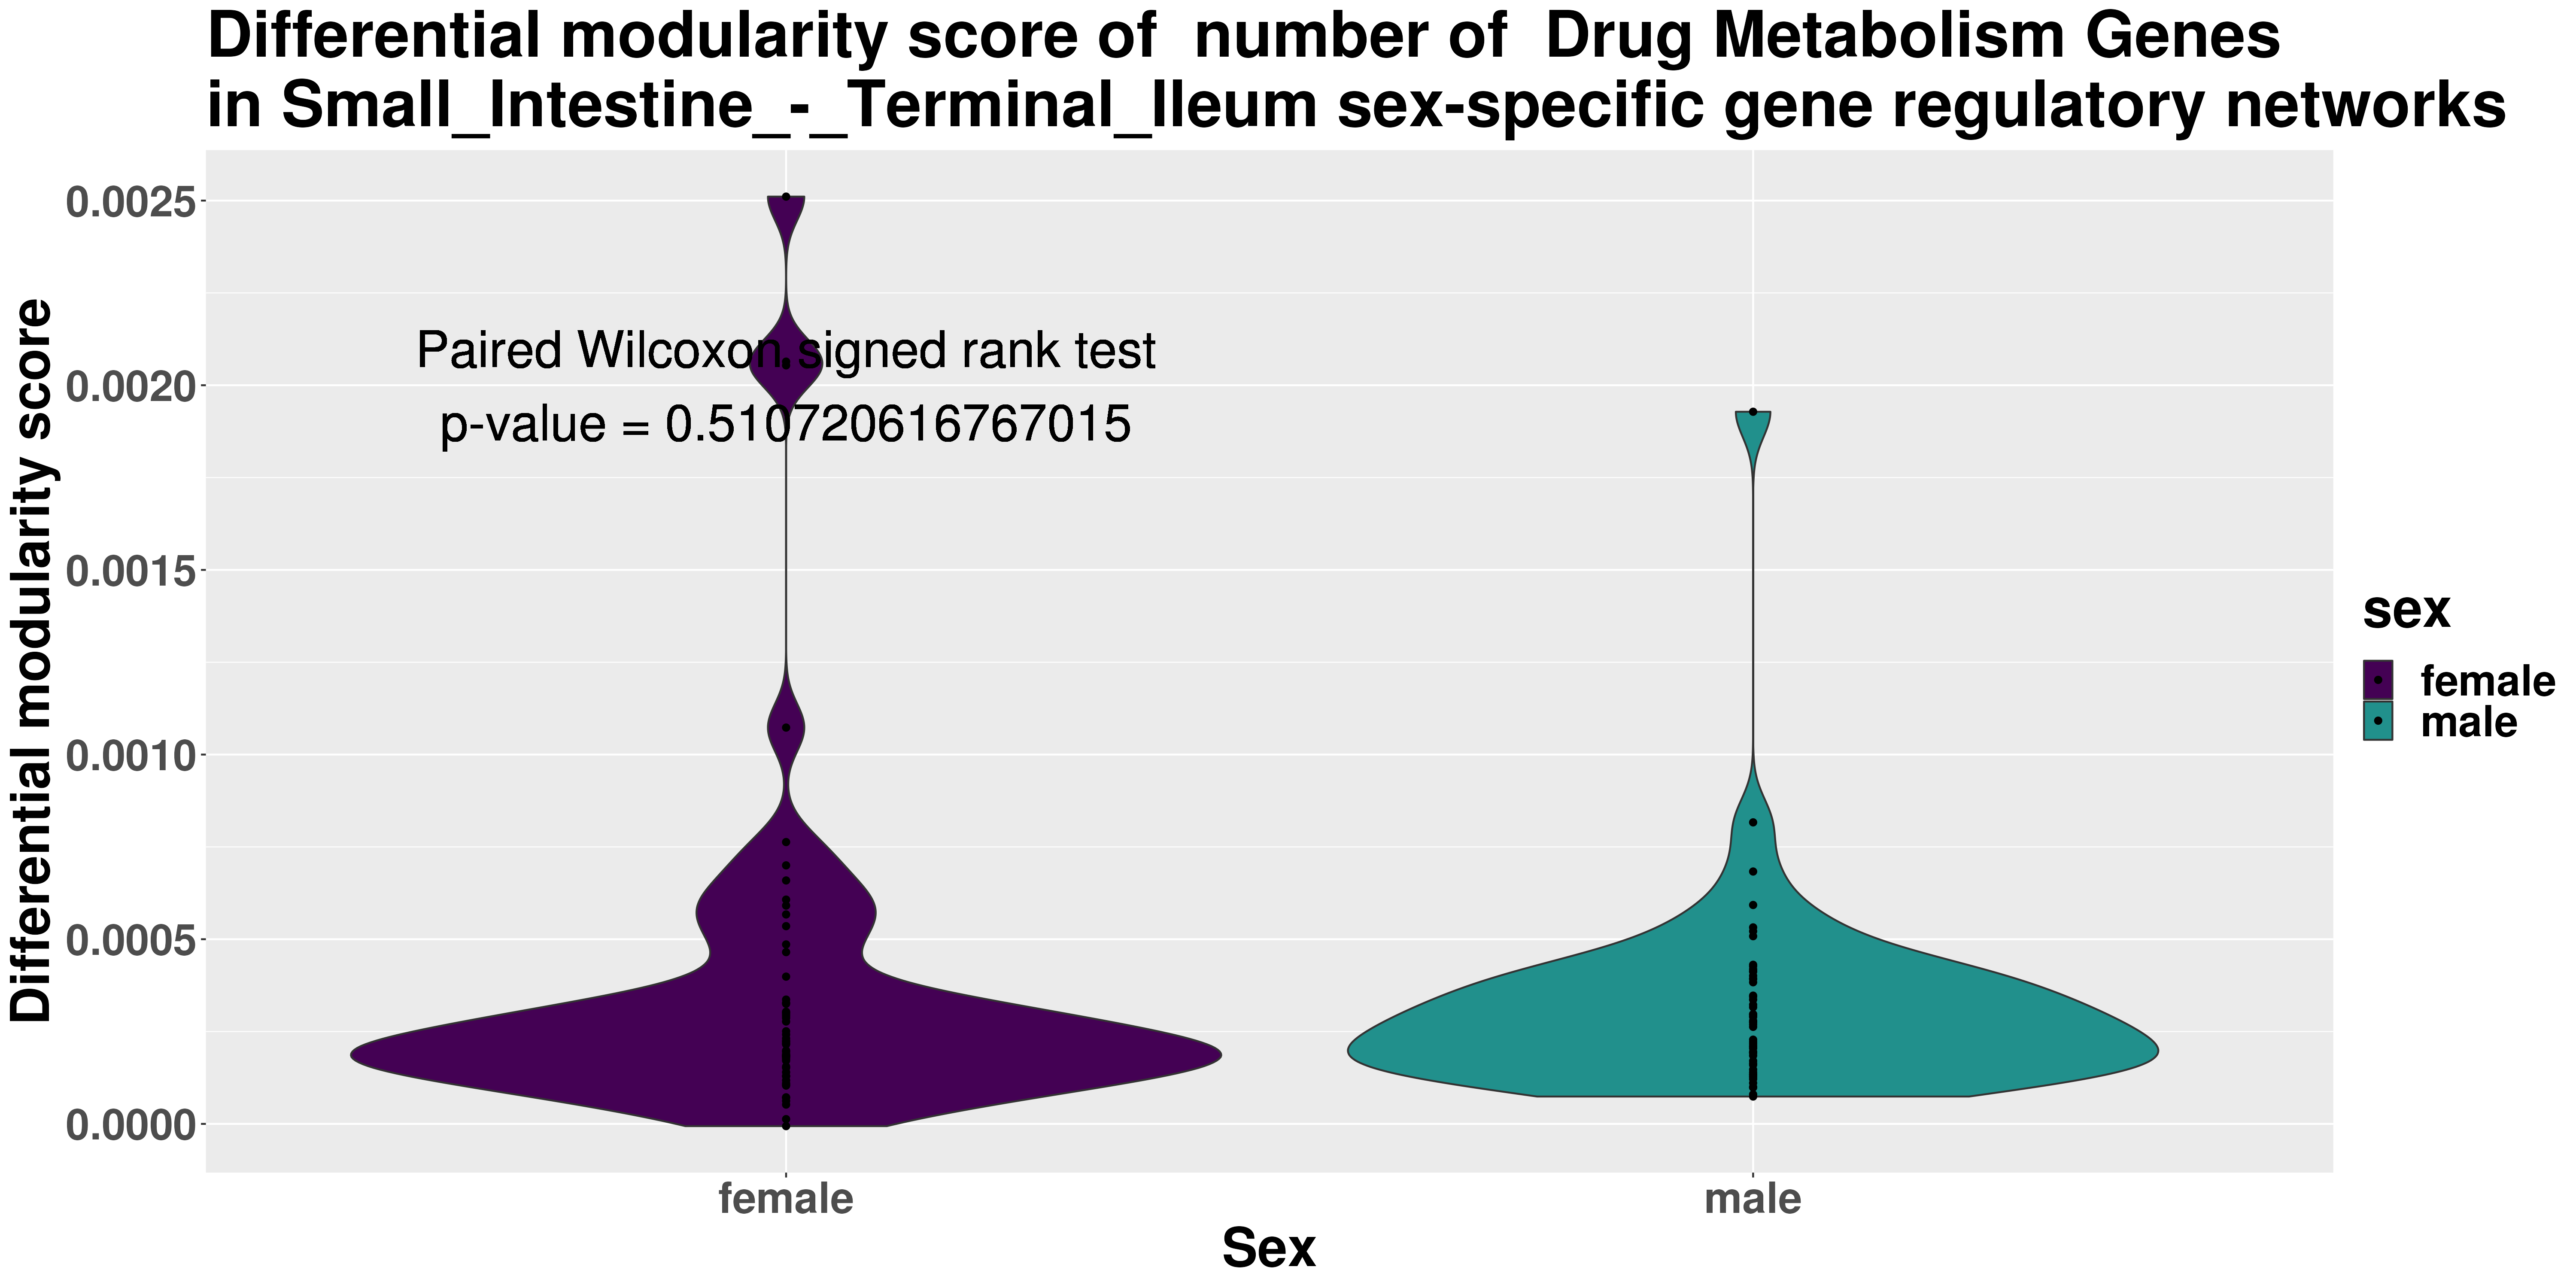 Differential modularity score of  number of  Drug Metabolism Genes
in Small_Intestine_-_Terminal_Ileum sex-specific gene regulatory networks
Differential modularity score
0.0025
0.0020
0.0015
0.0010
0.0005
0.0000
Paired Wilcoxon signed rank test
p-value = 0.510720616767015
female
male
Sex
sex
female
male